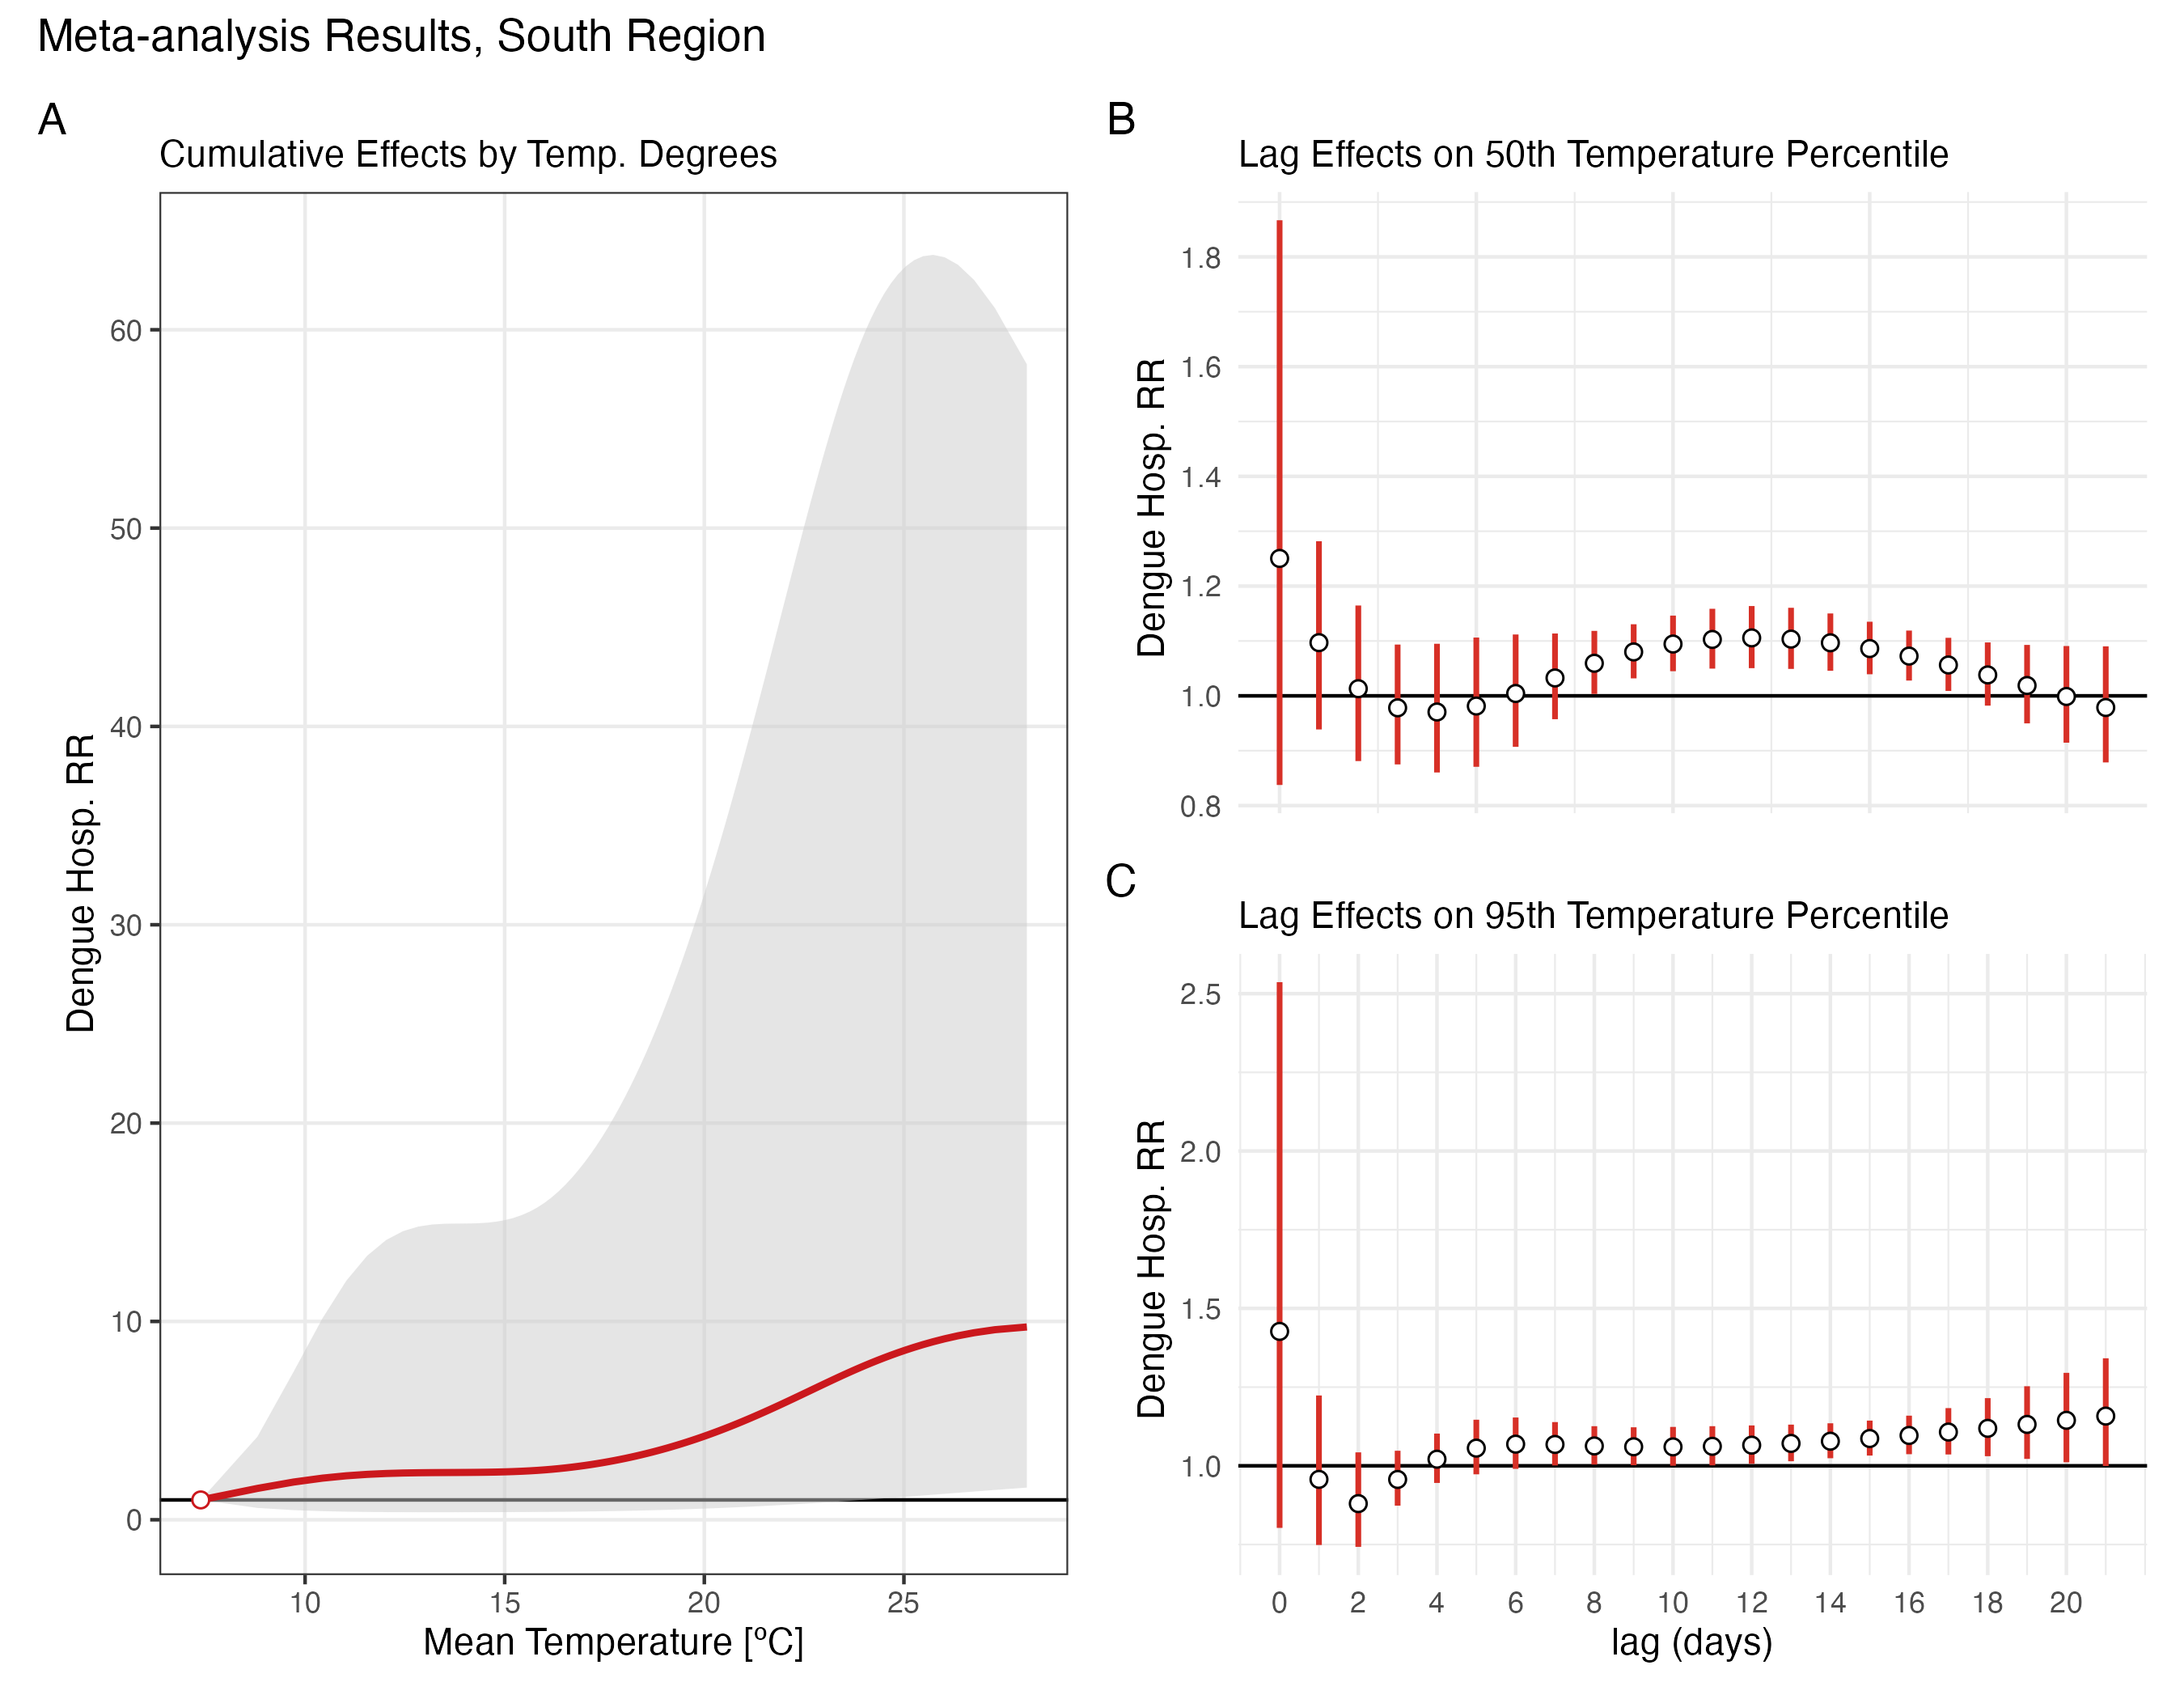 Meta-analysis Results, South Region
A
Cumulative Effects by Temp. Degrees
Dengue Hosp. RR
60
50
40
30
20
10
0
10 15 20 25
Mean Temperature [ºC]
B
Lag Effects on 50th Temperature Percentile
Dengue Hosp. RR
1.8
1.6
1.4
1.2
1.0
0.8
C
Lag Effects on 95th Temperature Percentile
Dengue Hosp. RR
2.5
2.0
1.5
1.0
0 2 4 6 8 10 12 14 16 18 20
lag (days)